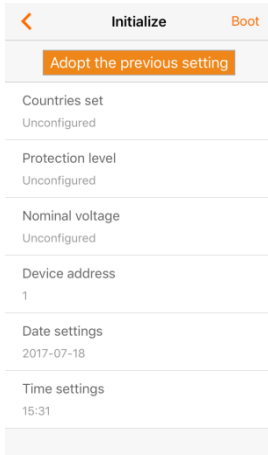 Initialize
Boot
Adopt the previous setting
Countries set
Unconfigured
Protection level
Unconfigured
Nominal voltage
Unconfigured
Device address
1
Date settings
2017-07-18
Time settings
15:31